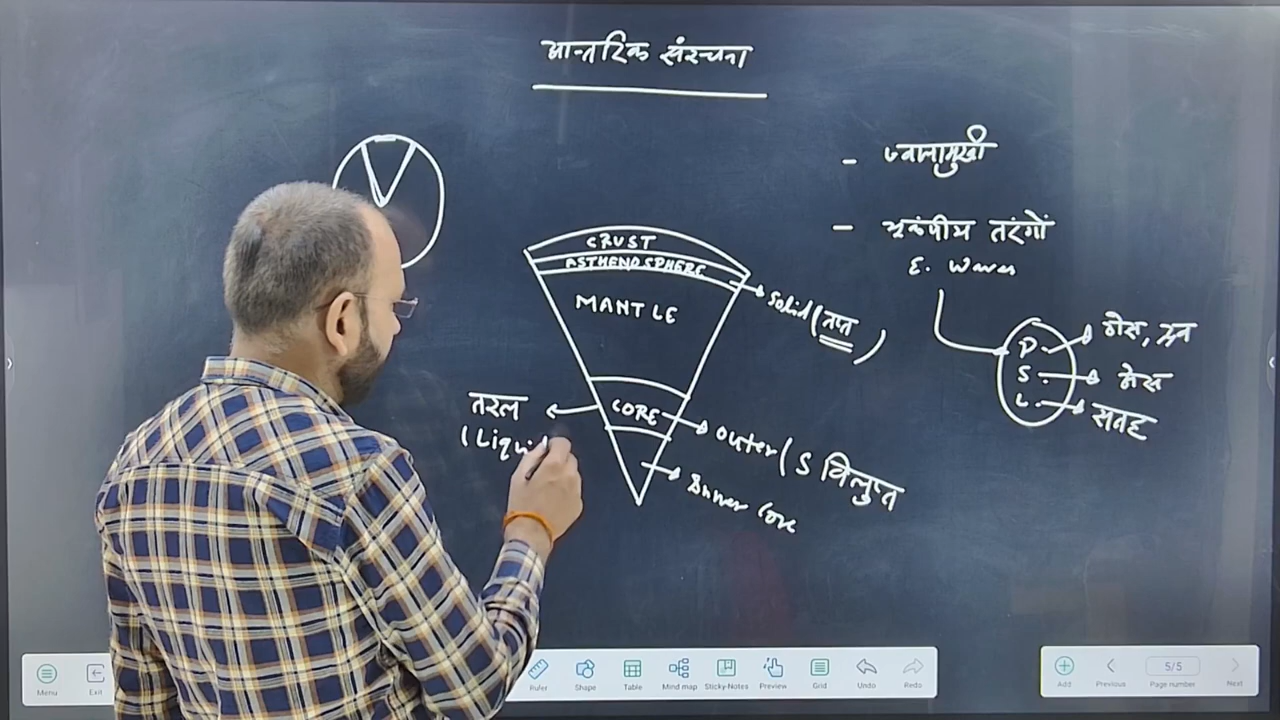 आन्तरिक संरचना
- ज्वालामुखी
- भूकंपीय तरंगों
E. Waves
CRUST
ASTHENOSPHERE
MANTLE
Solid (तप्त)
P → ठोस, द्रव
S → ठोस
L → सतह
तरल
(Liqui
CORE
outer (S विलुप्त
Inner Core
Menu
Exit
Ruler
Shape
Table
Mind map
Sticky-Notes
Preview
Grid
Undo
Redo
Add
Previous
5/5
Page number
Next